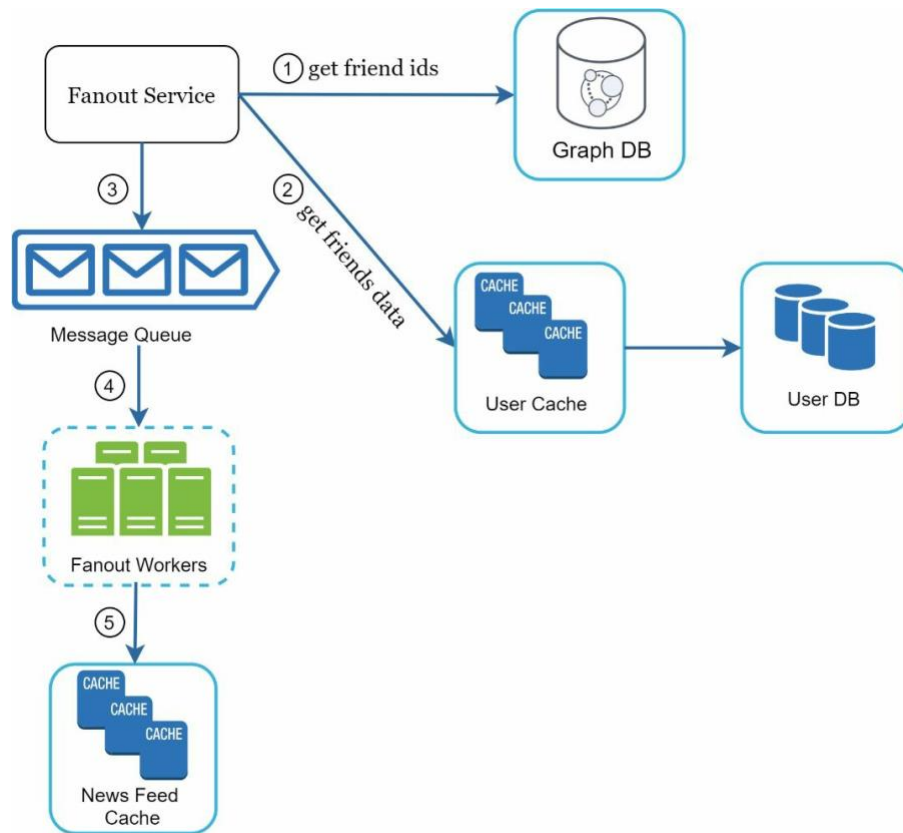 Fanout Service
① get friend ids
Graph DB
③
② get friends data
CACHE
CACHE
CACHE
User Cache
User DB
Message Queue
④
Fanout Workers
⑤
CACHE
CACHE
CACHE
News Feed
Cache